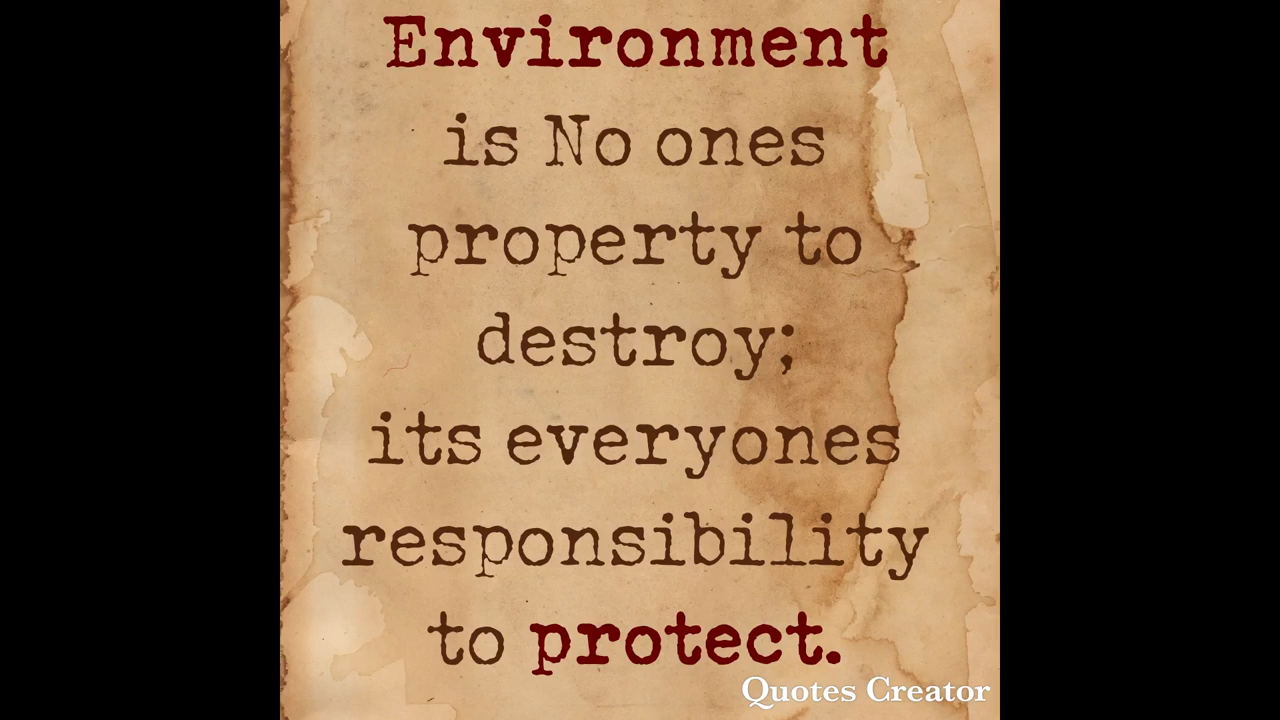 Environment
is No ones
property to
destroy;
its everyones
responsibility
to protect.
Quotes Creator